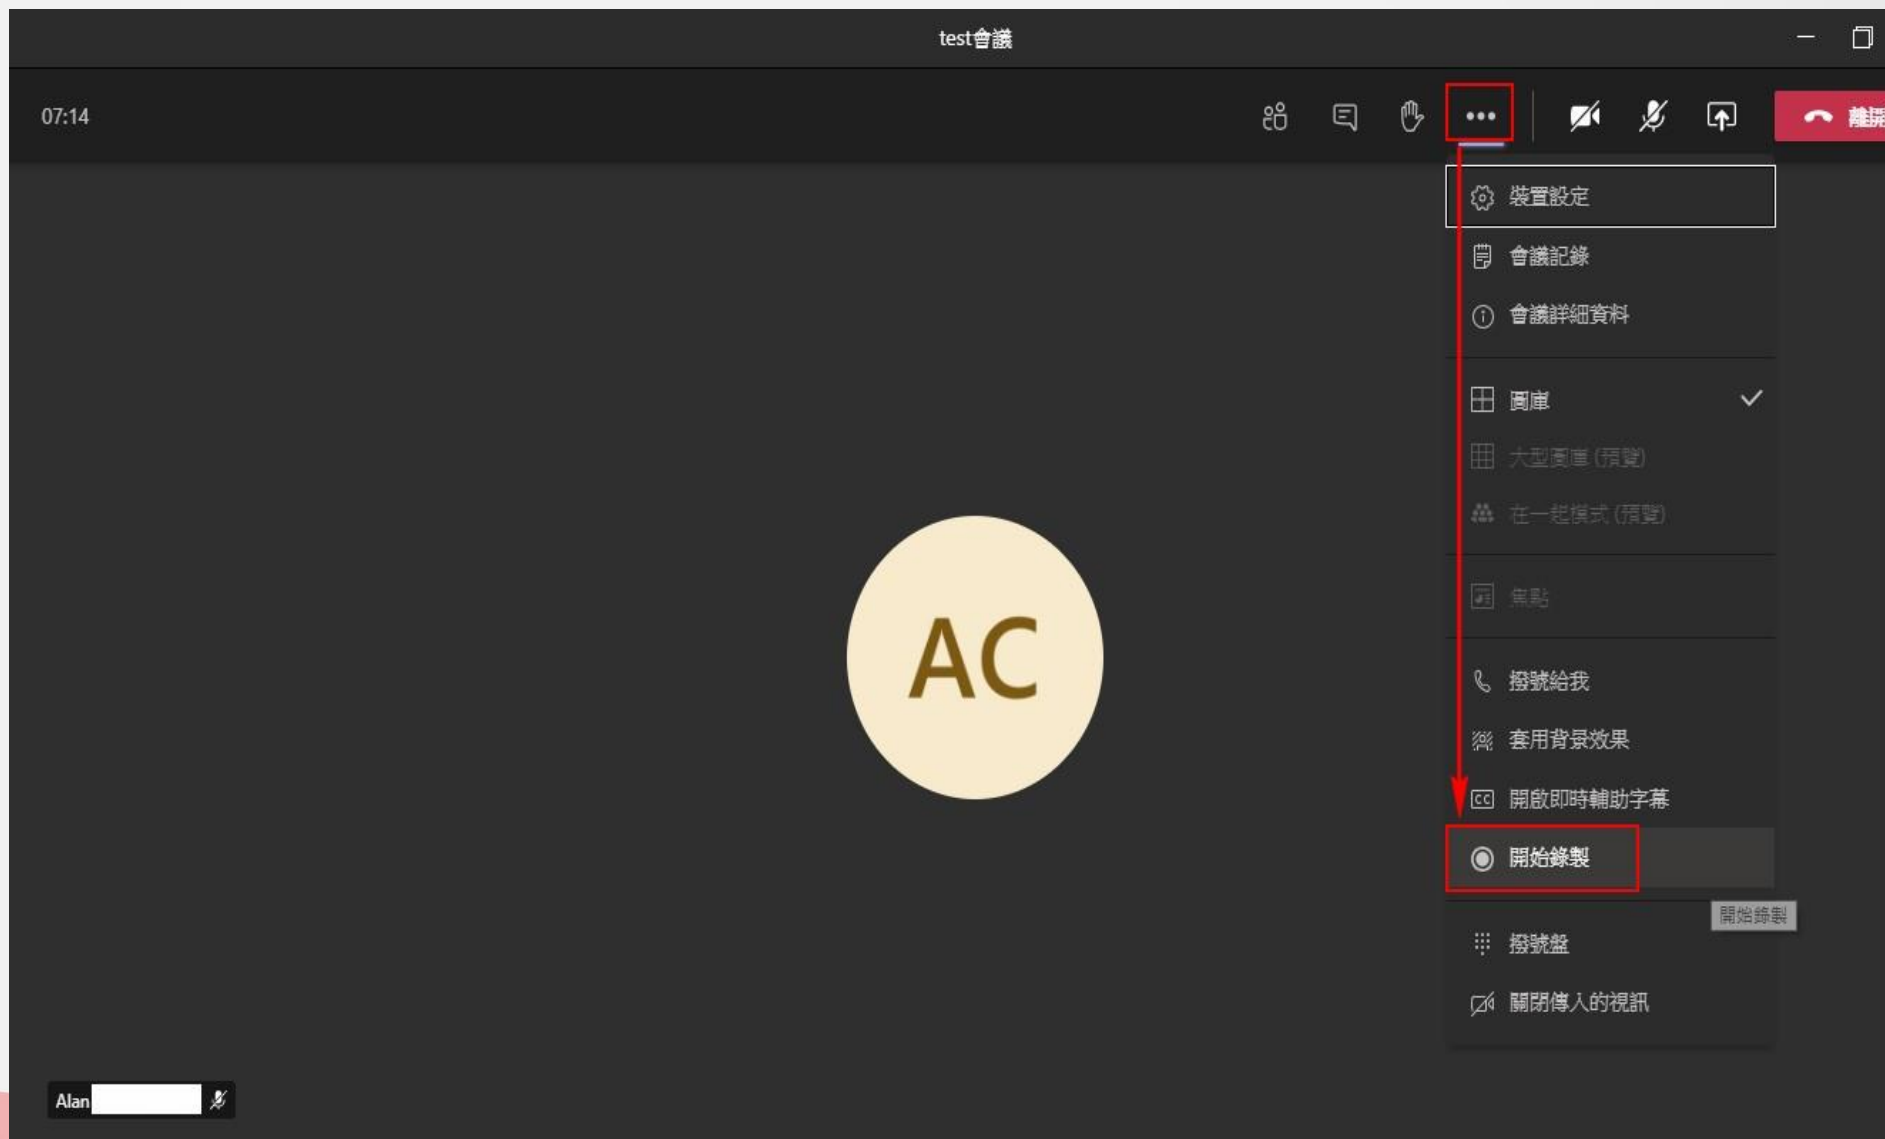 test會議
07:14
離開
裝置設定
會議記錄
會議詳細資料
圖庫
大型圖庫 (預覽)
在一起模式 (預覽)
焦點
撥號給我
套用背景效果
CC 開啟即時輔助字幕
開始錄製
開始錄製
撥號盤
關閉傳入的視訊
AC
Alan